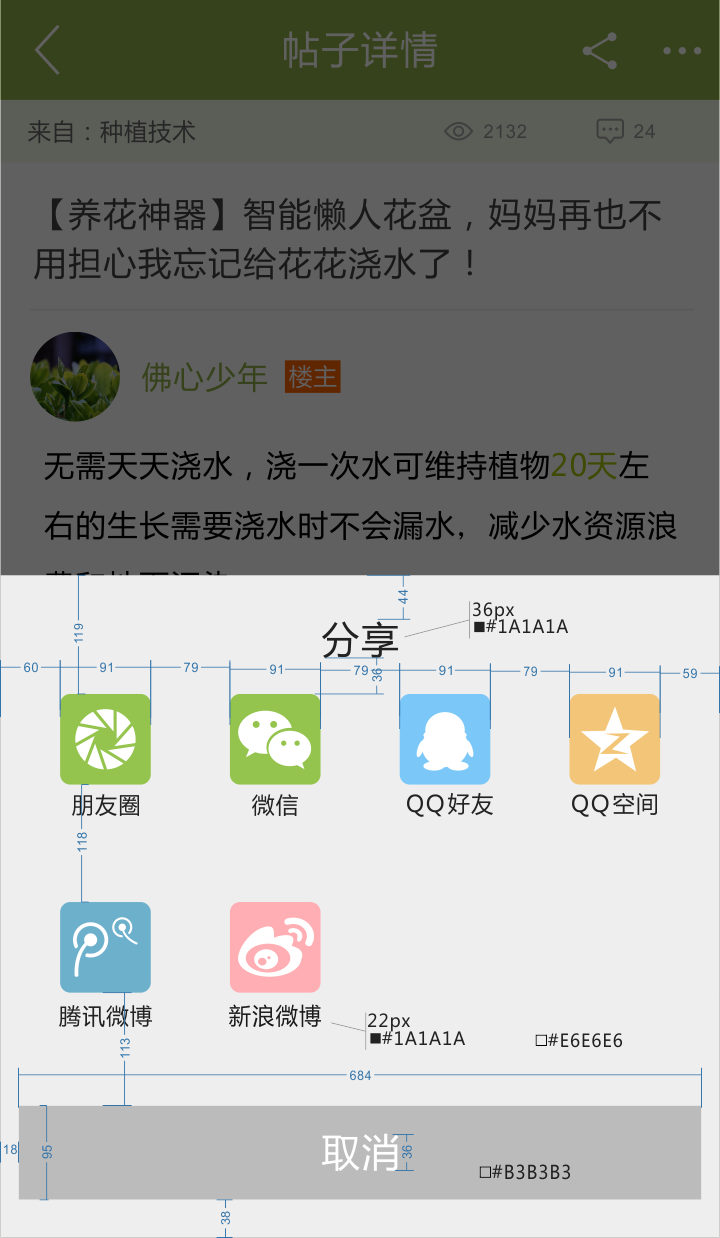 帖子详情
来自：种植技术 2132 24
【养花神器】智能懒人花盆，妈妈再也不
用担心我忘记给花花浇水了！
佛心少年 楼主
无需天天浇水，浇一次水可维持植物20天左
右的生长需要浇水时不会漏水，减少水资源浪
44
119
36px
分享 #1A1A1A
60 91 79 91 79 36 91 79 91 59
朋友圈 微信 QQ好友 QQ空间
118
腾讯微博 新浪微博
22px
#1A1A1A #E6E6E6
113
684
取消
18 95 36 #B3B3B3
38